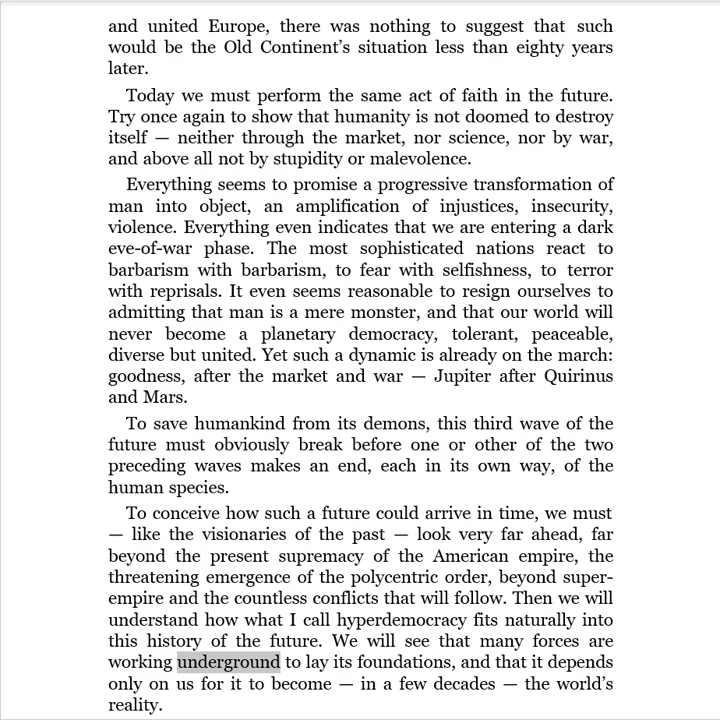 and united Europe, there was nothing to suggest that such
would be the Old Continent's situation less than eighty years
later.
Today we must perform the same act of faith in the future.
Try once again to show that humanity is not doomed to destroy
itself — neither through the market, nor science, nor by war,
and above all not by stupidity or malevolence.
Everything seems to promise a progressive transformation of
man into object, an amplification of injustices, insecurity,
violence. Everything even indicates that we are entering a dark
eve-of-war phase. The most sophisticated nations react to
barbarism with barbarism, to fear with selfishness, to terror
with reprisals. It even seems reasonable to resign ourselves to
admitting that man is a mere monster, and that our world will
never become a planetary democracy, tolerant, peaceable,
diverse but united. Yet such a dynamic is already on the march:
goodness, after the market and war — Jupiter after Quirinus
and Mars.
To save humankind from its demons, this third wave of the
future must obviously break before one or other of the two
preceding waves makes an end, each in its own way, of the
human species.
To conceive how such a future could arrive in time, we must
— like the visionaries of the past — look very far ahead, far
beyond the present supremacy of the American empire, the
threatening emergence of the polycentric order, beyond super-
empire and the countless conflicts that will follow. Then we will
understand how what I call hyperdemocracy fits naturally into
this history of the future. We will see that many forces are
working underground to lay its foundations, and that it depends
only on us for it to become — in a few decades — the world's
reality.